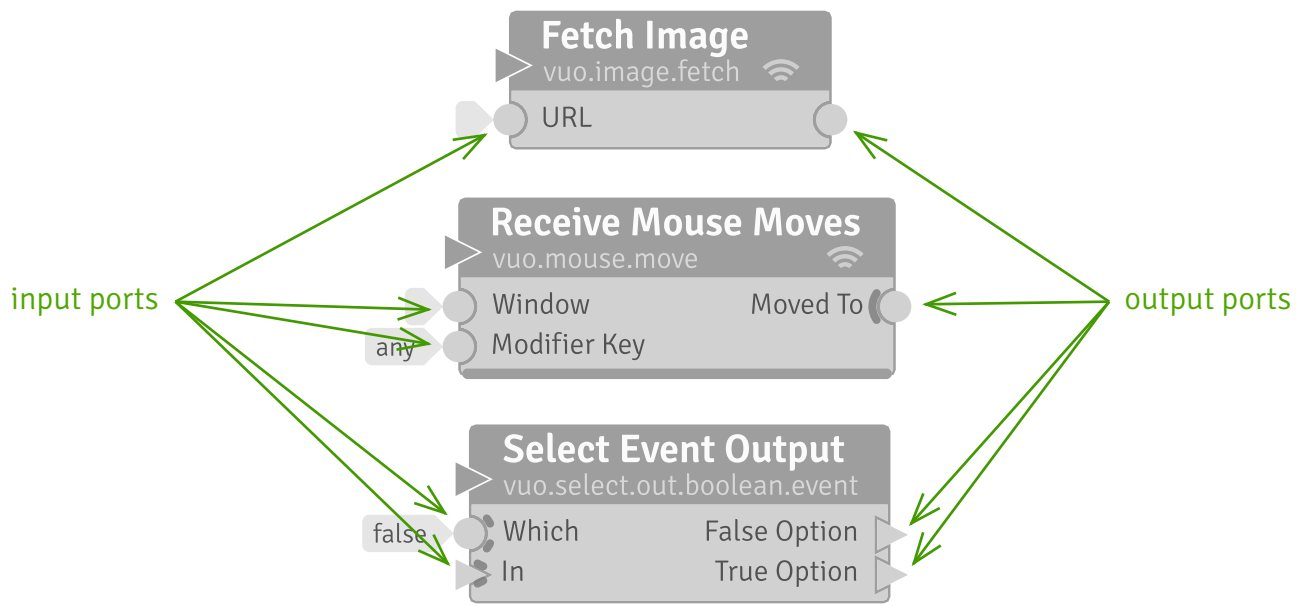 Fetch Image
vuo.image.fetch
URL
Receive Mouse Moves
vuo.mouse.move
input ports
Window
Moved To
output ports
any
Modifier Key
Select Event Output
vuo.select.out.boolean.event
false
Which
False Option
In
True Option